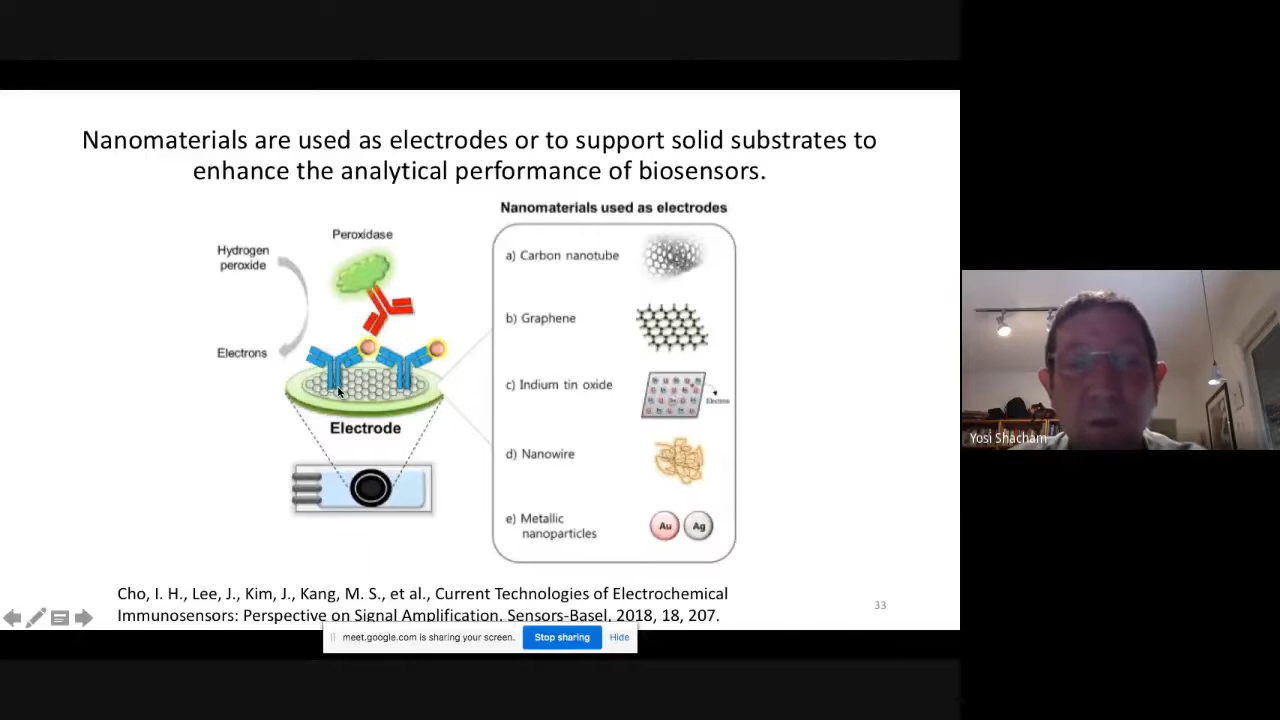 Nanomaterials are used as electrodes or to support solid substrates to
enhance the analytical performance of biosensors.
Nanomaterials used as electrodes
Peroxidase
Hydrogen
peroxide
Electrons
Electrode
a) Carbon nanotube
b) Graphene
c) Indium tin oxide
Electrons
d) Nanowire
e) Metallic
nanoparticles
Au
Ag
Cho, I. H., Lee, J., Kim, J., Kang, M. S., et al., Current Technologies of Electrochemical
Immunosensors: Perspective on Signal Amplification. Sensors-Basel, 2018, 18, 207.
33
meet.google.com is sharing your screen.
Stop sharing
Hide
Yosi Shacham